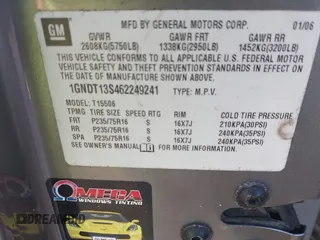 GM
MFD BY GENERAL MOTORS CORP. 01/06
GVWR GAWR FRT GAWR RR
2608KG(5750LB) 1338KG(2950LB) 1452KG(3200LB)
THIS VEHICLE CONFORMS TO ALL APPLICABLE U.S. FEDERAL MOTOR
VEHICLE SAFETY AND THEFT PREVENTION STANDARDS IN EFFECT
ON THE DATE OF MANUFACTURE SHOWN ABOVE.
1GNDT13S462249241 TYPE: M.P.V.
MODEL: T15506
TPMG TIRE SIZE SPEED RTG RIM COLD TIRE PRESSURE
FRT P235/75R16 S 16X7J 210KPA(30PSI)
RR P235/75R16 S 16X7J 240KPA(35PSI)
SPA P235/75R16 S 16X7J 240KPA(35PSI)
SEE OWNER'S MANUAL FOR ADDITIONAL INFORMATION.
OMEGA
WINDOWS TINTING